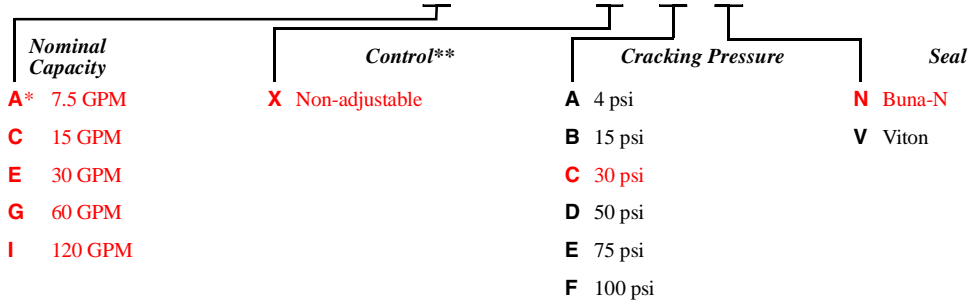 Nominal Capacity
A* 7.5 GPM
C 15 GPM
E 30 GPM
G 60 GPM
I 120 GPM
Control**
X Non-adjustable
Cracking Pressure
A 4 psi
B 15 psi
C 30 psi
D 50 psi
E 75 psi
F 100 psi
Seal
N Buna-N
V Viton